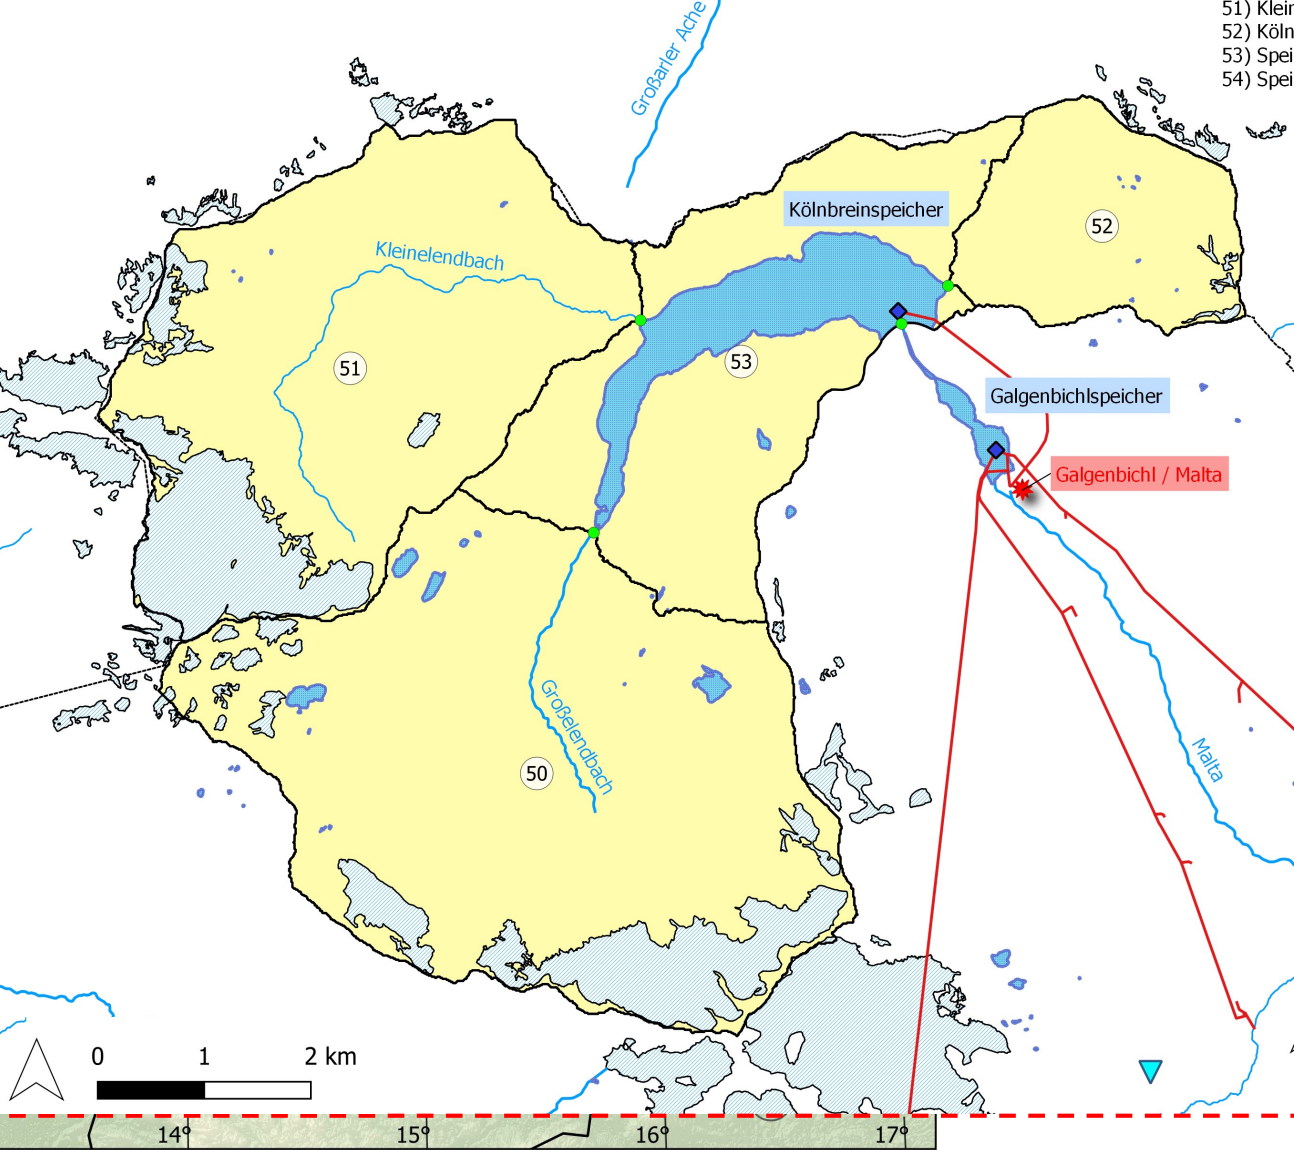 Großarler Ache
51) Klein
52) Köln
53) Spei
54) Spei
Kölnbreinspeicher
52
Kleinelendbach
51
53
Galgenbichlspeicher
Galgenbichl / Malta
Großelendbach
50
Malta
0 1 2 km
14° 15° 16° 17°